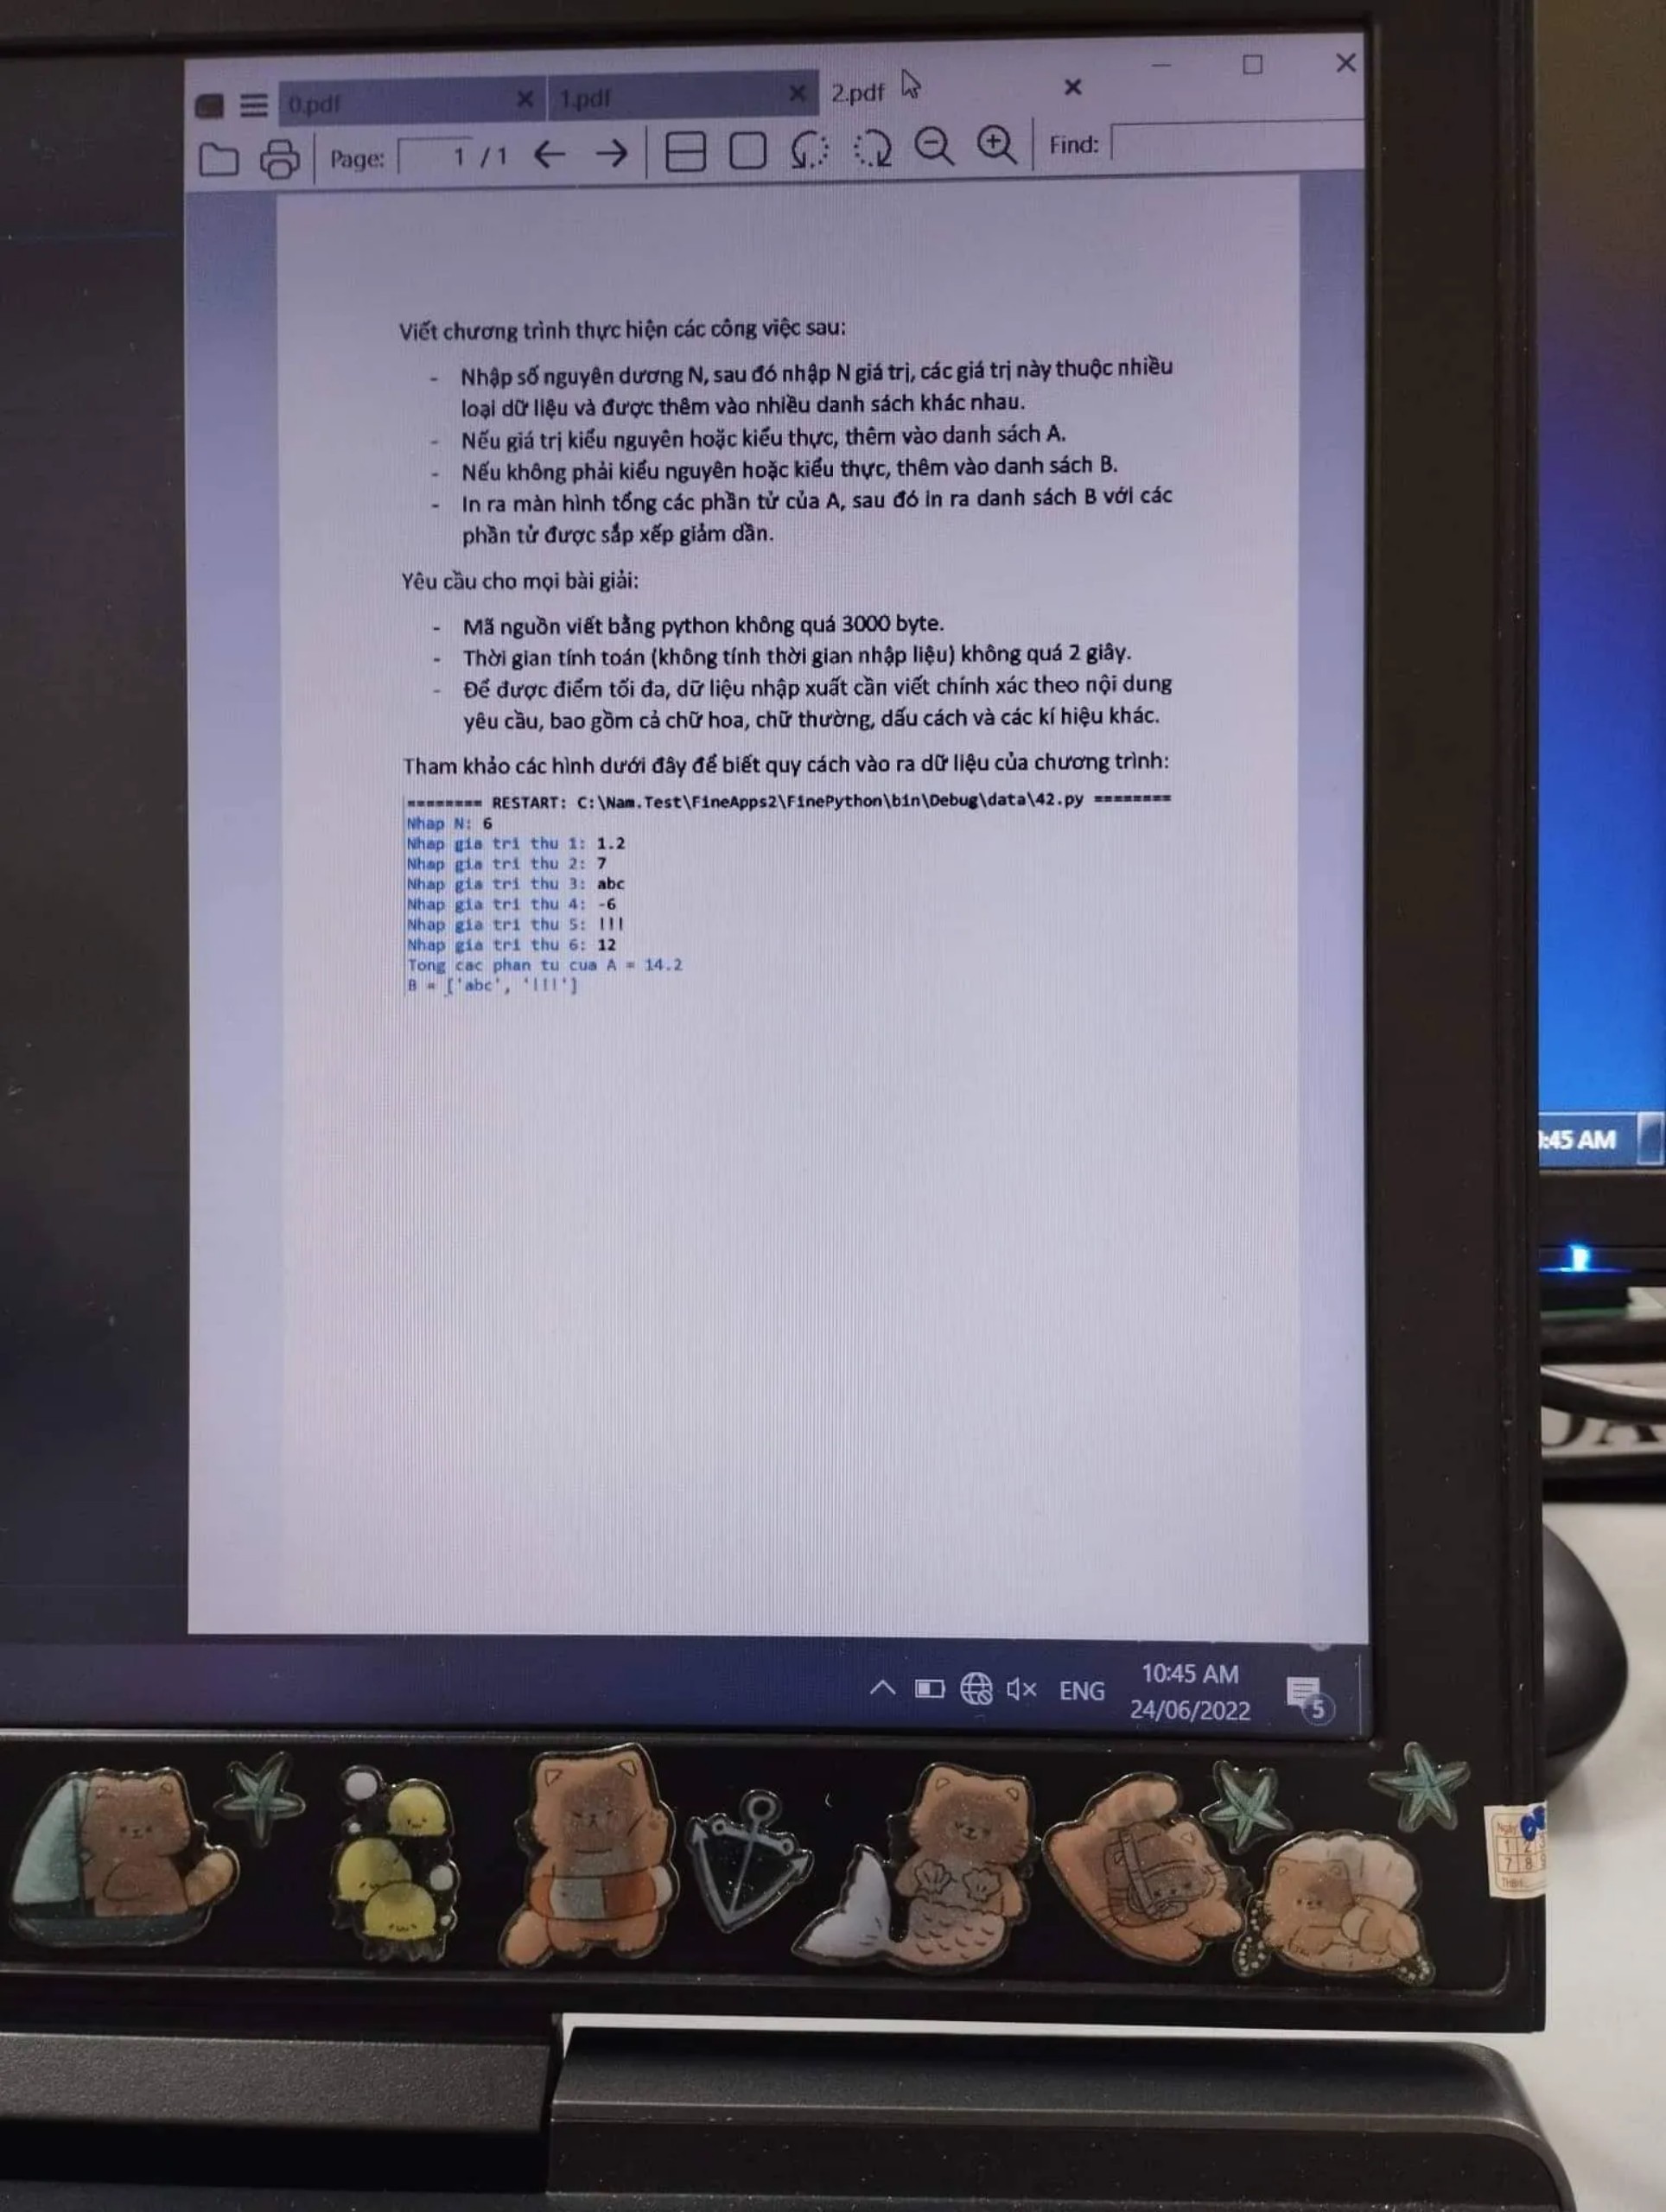 0.pdf
1.pdf
2.pdf
Page: 1 / 1
Find:
Viết chương trình thực hiện các công việc sau:
- Nhập số nguyên dương N, sau đó nhập N giá trị, các giá trị này thuộc nhiều
loại dữ liệu và được thêm vào nhiều danh sách khác nhau.
- Nếu giá trị kiểu nguyên hoặc kiểu thực, thêm vào danh sách A.
- Nếu không phải kiểu nguyên hoặc kiểu thực, thêm vào danh sách B.
- In ra màn hình tổng các phần tử của A, sau đó in ra danh sách B với các
phần tử được sắp xếp giảm dần.
Yêu cầu cho mọi bài giải:
- Mã nguồn viết bằng python không quá 3000 byte.
- Thời gian tính toán (không tính thời gian nhập liệu) không quá 2 giây.
- Để được điểm tối đa, dữ liệu nhập xuất cần viết chính xác theo nội dung
yêu cầu, bao gồm cả chữ hoa, chữ thường, dấu cách và các kí hiệu khác.
Tham khảo các hình dưới đây để biết quy cách vào ra dữ liệu của chương trình:
======== RESTART: C:\Nam.Test\FineApps2\FinePython\bin\Debug\data\42.py ========
Nhap N: 6
Nhap gia tri thu 1: 1.2
Nhap gia tri thu 2: 7
Nhap gia tri thu 3: abc
Nhap gia tri thu 4: -6
Nhap gia tri thu 5: !!!
Nhap gia tri thu 6: 12
Tong cac phan tu cua A = 14.2
B = ['abc', '!!!']
:45 AM
ENG
10:45 AM
24/06/2022
5
Ngày
1 2 3
7 8